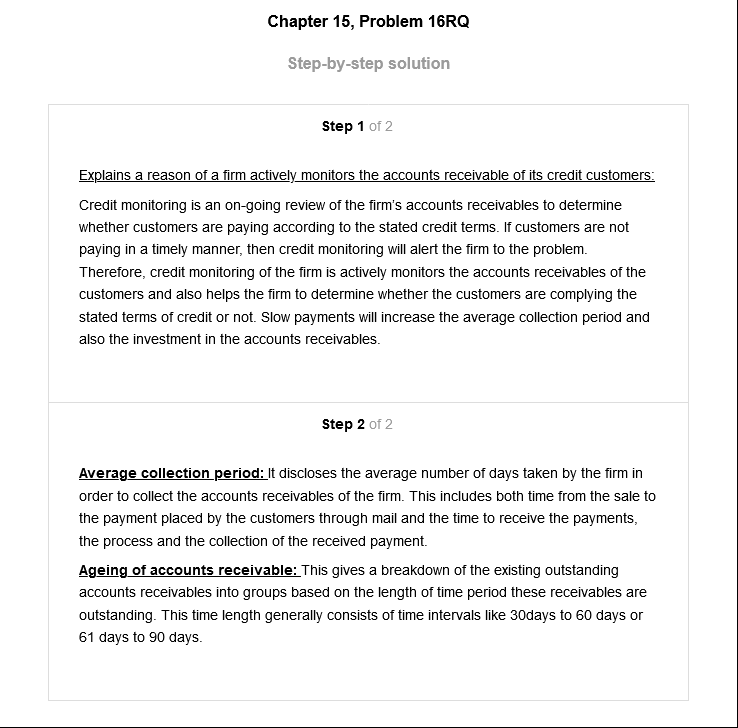 Chapter 15, Problem 16RQ
Step-by-step solution
Step 1 of 2
Explains a reason of a firm actively monitors the accounts receivable of its credit customers:
Credit monitoring is an on-going review of the firm's accounts receivables to determine
whether customers are paying according to the stated credit terms. If customers are not
paying in a timely manner, then credit monitoring will alert the firm to the problem.
Therefore, credit monitoring of the firm is actively monitors the accounts receivables of the
customers and also helps the firm to determine whether the customers are complying the
stated terms of credit or not. Slow payments will increase the average collection period and
also the investment in the accounts receivables.
Step 2 of 2
Average collection period: It discloses the average number of days taken by the firm in
order to collect the accounts receivables of the firm. This includes both time from the sale to
the payment placed by the customers through mail and the time to receive the payments,
the process and the collection of the received payment.
Ageing of accounts receivable: This gives a breakdown of the existing outstanding
accounts receivables into groups based on the length of time period these receivables are
outstanding. This time length generally consists of time intervals like 30days to 60 days or
61 days to 90 days.